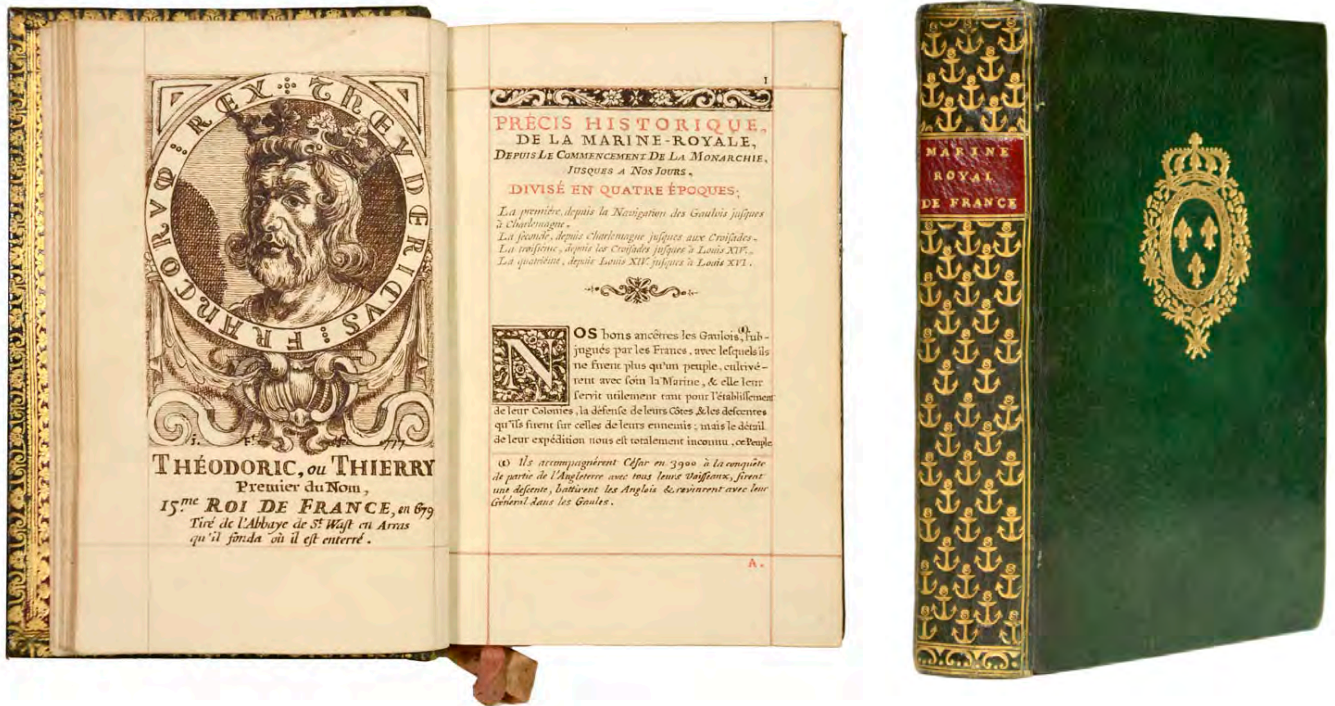 THEVDERICVS : FRANCORVM : REX
i. F. 1777
THÉODORIC, ou THIERRY
Premier du Nom,
15me ROI DE FRANCE, en 679
Tiré de l'Abbaye de St Wast en Arras
qu'il fonda où il est enterré.
1
PRÉCIS HISTORIQUE,
DE LA MARINE-ROYALE,
DEPUIS LE COMMENCEMENT DE LA MONARCHIE,
JUSQUES A NOS JOURS.
DIVISÉ EN QUATRE ÉPOQUES;
La premiére, depuis la Navigation des Gaulois juſques
à Charlemagne.
La ſeconde, depuis Charlemagne juſques aux Croiſades.
La troiſieme, depuis les Croiſades juſques à Louis XIV.
La quatriéme, depuis Louis XIV. juſques à Louis XVI.
NOS bons ancêtres les Gaulois,(1) ſub-
jugués par les Francs, avec leſquels ils
ne firent plus qu'un peuple, cultivé-
rent avec ſoin la Marine, & elle leur
ſervit utilement tant pour l'établiſſement
de leur Colonies, la défenſe de leurs Côtes & les deſcentes
qu'ils firent ſur celles de leurs ennemis; mais le détail
de leur expédition nous eſt totalement inconnu, ce Peuple
(1) Ils accompagnérent Céſar en 3900 à la conquête
de partie de l'Angleterre avec tous leurs Vaiſſeaux, firent
une deſcente, battirent les Anglois & revinrent avec leur
Général dans les Gaules.
A.
MARINE
ROYAL
DE FRANCE